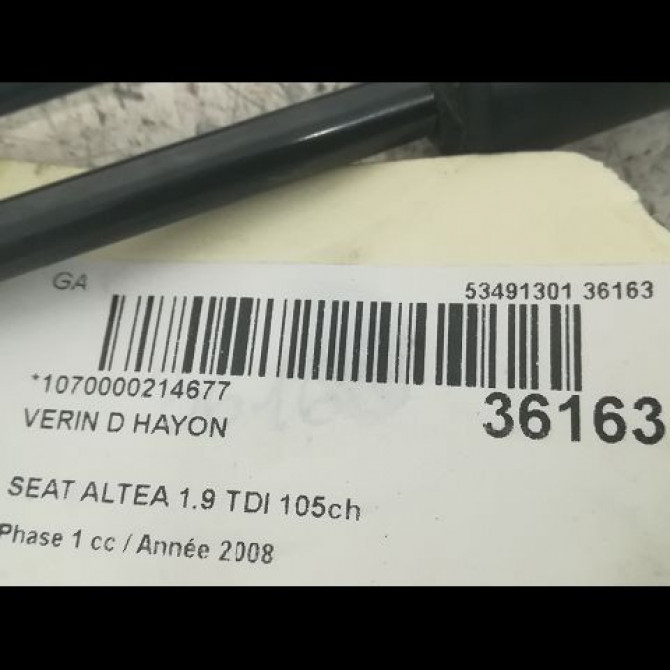 GA
53491301 36163
*1070000214677
36163
VERIN D HAYON
SEAT ALTEA 1.9 TDI 105ch
Phase 1 cc / Année 2008